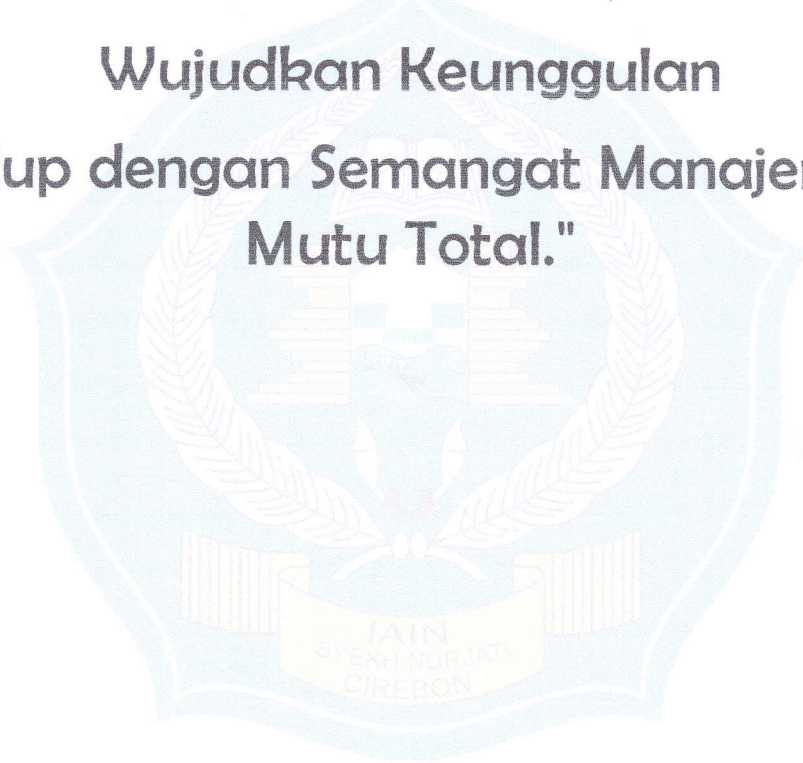 Wujudkan Keunggulan
up dengan Semangat Manaje
Mutu Total."
IAIN
SYEKH NURJATI
CIREBON